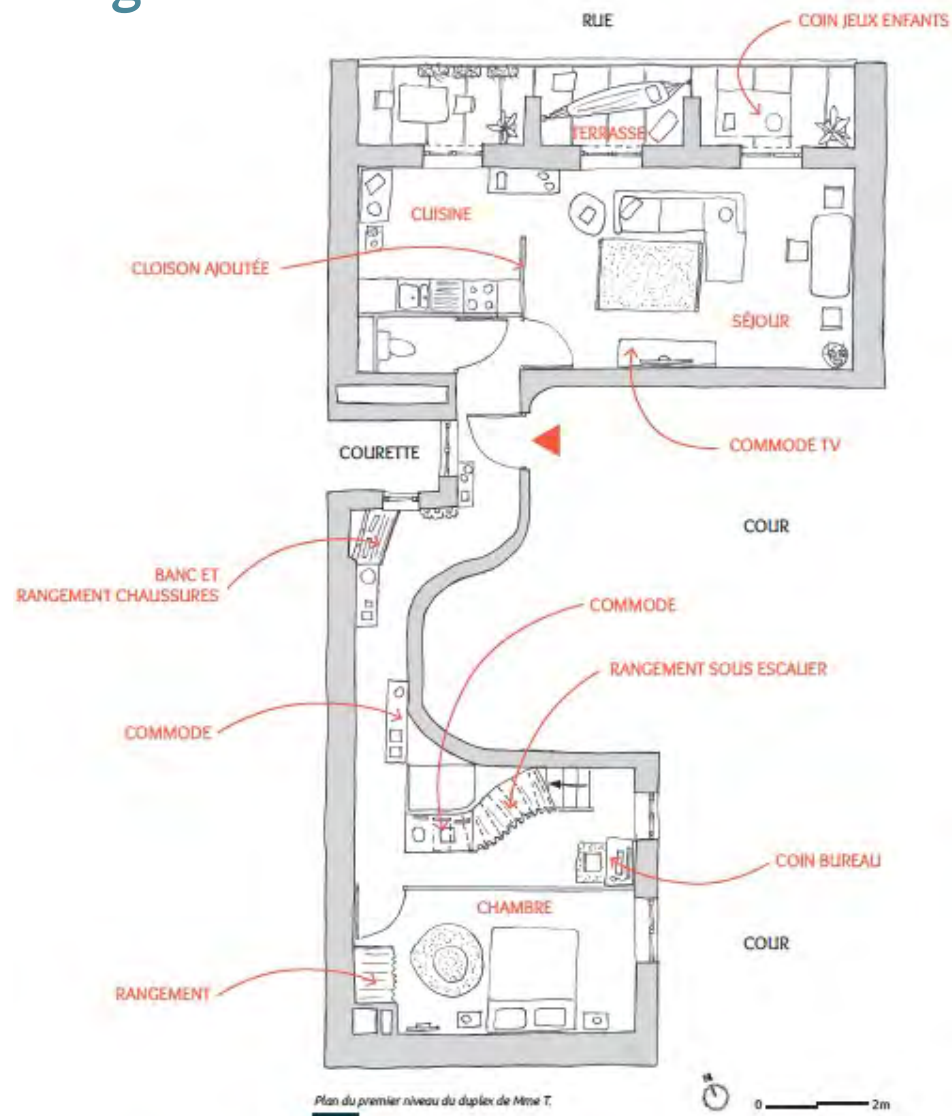 g
RUE
COIN JEUX ENFANTS
TERRASSE
CUISINE
CLOISON AJOUTÉE
SÉJOUR
COURETTE
COMMODE TV
COUR
BANC ET
RANGEMENT CHAUSSURES
COMMODE
RANGEMENT SOUS ESCALIER
COMMODE
COIN BUREAU
CHAMBRE
COUR
RANGEMENT
Plan du premier niveau du duplex de Mme T.
N
0 2m